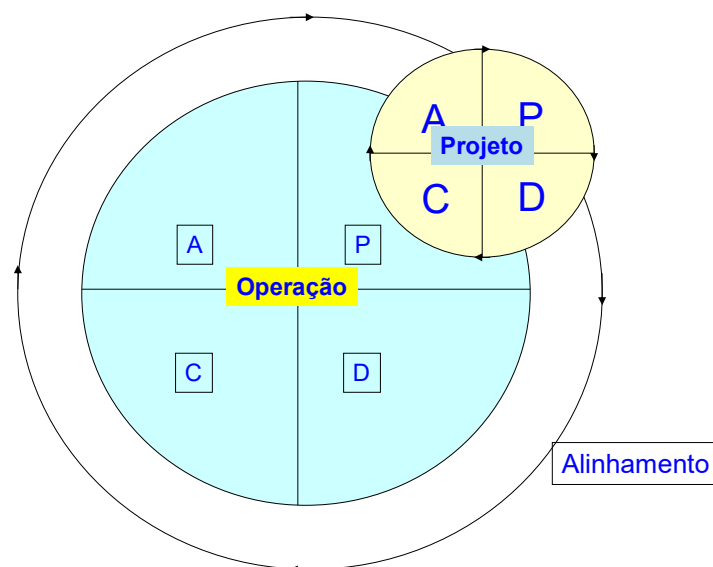 A P
Projeto
C D
A P
Operação
C D
Alinhamento